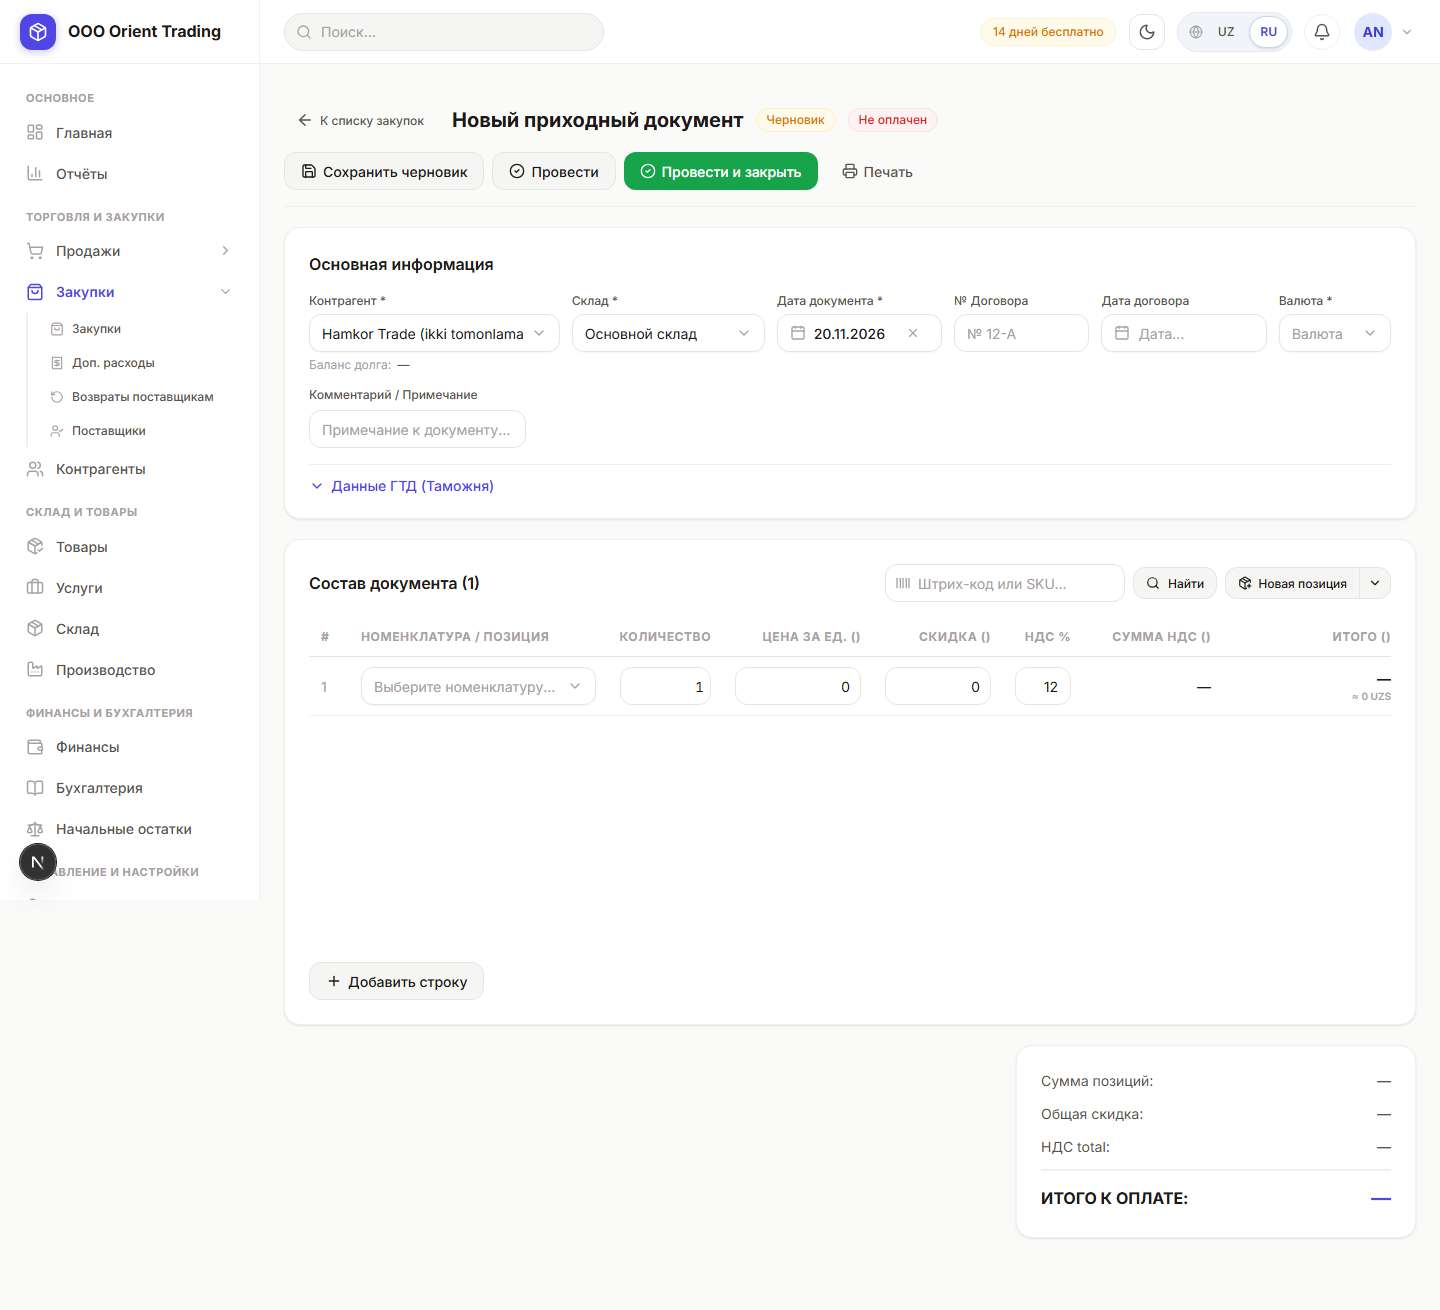 ООО Orient Trading
Поиск...
14 дней бесплатно
UZ
RU
AN
ОСНОВНОЕ
Главная
Отчёты
ТОРГОВЛЯ И ЗАКУПКИ
Продажи
Закупки
Закупки
Доп. расходы
Возвраты поставщикам
Поставщики
Контрагенты
СКЛАД И ТОВАРЫ
Товары
Услуги
Склад
Производство
ФИНАНСЫ И БУХГАЛТЕРИЯ
Финансы
Бухгалтерия
Начальные остатки
N
АВЛЕНИЕ И НАСТРОЙКИ
К списку закупок
Новый приходный документ
Черновик
Не оплачен
Сохранить черновик
Провести
Провести и закрыть
Печать
Основная информация
Контрагент *
Склад *
Дата документа *
№ Договора
Дата договора
Валюта *
Hamkor Trade (ikki tomonlama
Основной склад
20.11.2026
№ 12-А
Дата...
Валюта
Баланс долга: —
Комментарий / Примечание
Примечание к документу...
Данные ГТД (Таможня)
Состав документа (1)
Штрих-код или SKU...
Найти
Новая позиция
# НОМЕНКЛАТУРА / ПОЗИЦИЯ КОЛИЧЕСТВО ЦЕНА ЗА ЕД. () СКИДКА () НДС % СУММА НДС () ИТОГО ()
1 Выберите номенклатуру... 1 0 0 12 — —
≈ 0 UZS
Добавить строку
Сумма позиций: —
Общая скидка: —
НДС total: —
ИТОГО К ОПЛАТЕ: —